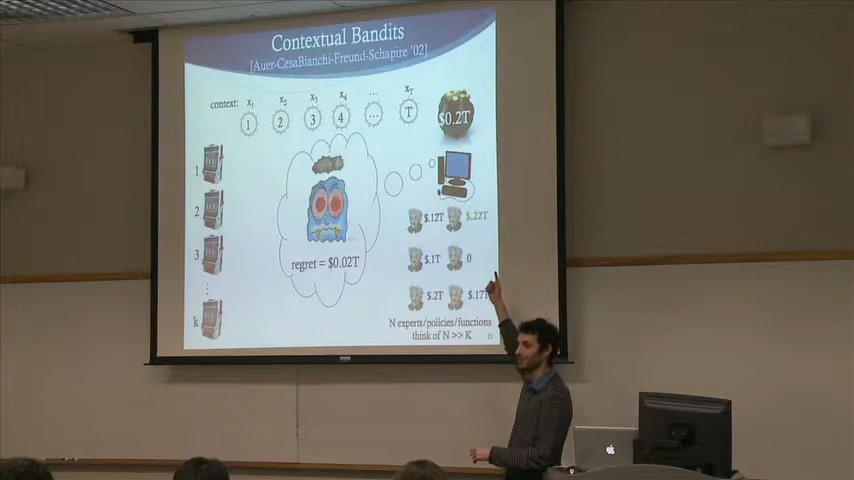 Contextual Bandits
[Auer-CesaBianchi-Freund-Schapire '02]
context: x1 x2 x3 x4 ... xT
1 2 3 4 ... T
$0.2T
1
2
3
⋮
k
regret = $0.02T
$.12T $.22T
$.1T 0
$.2T $.17T
N experts/policies/functions
think of N >> K
21